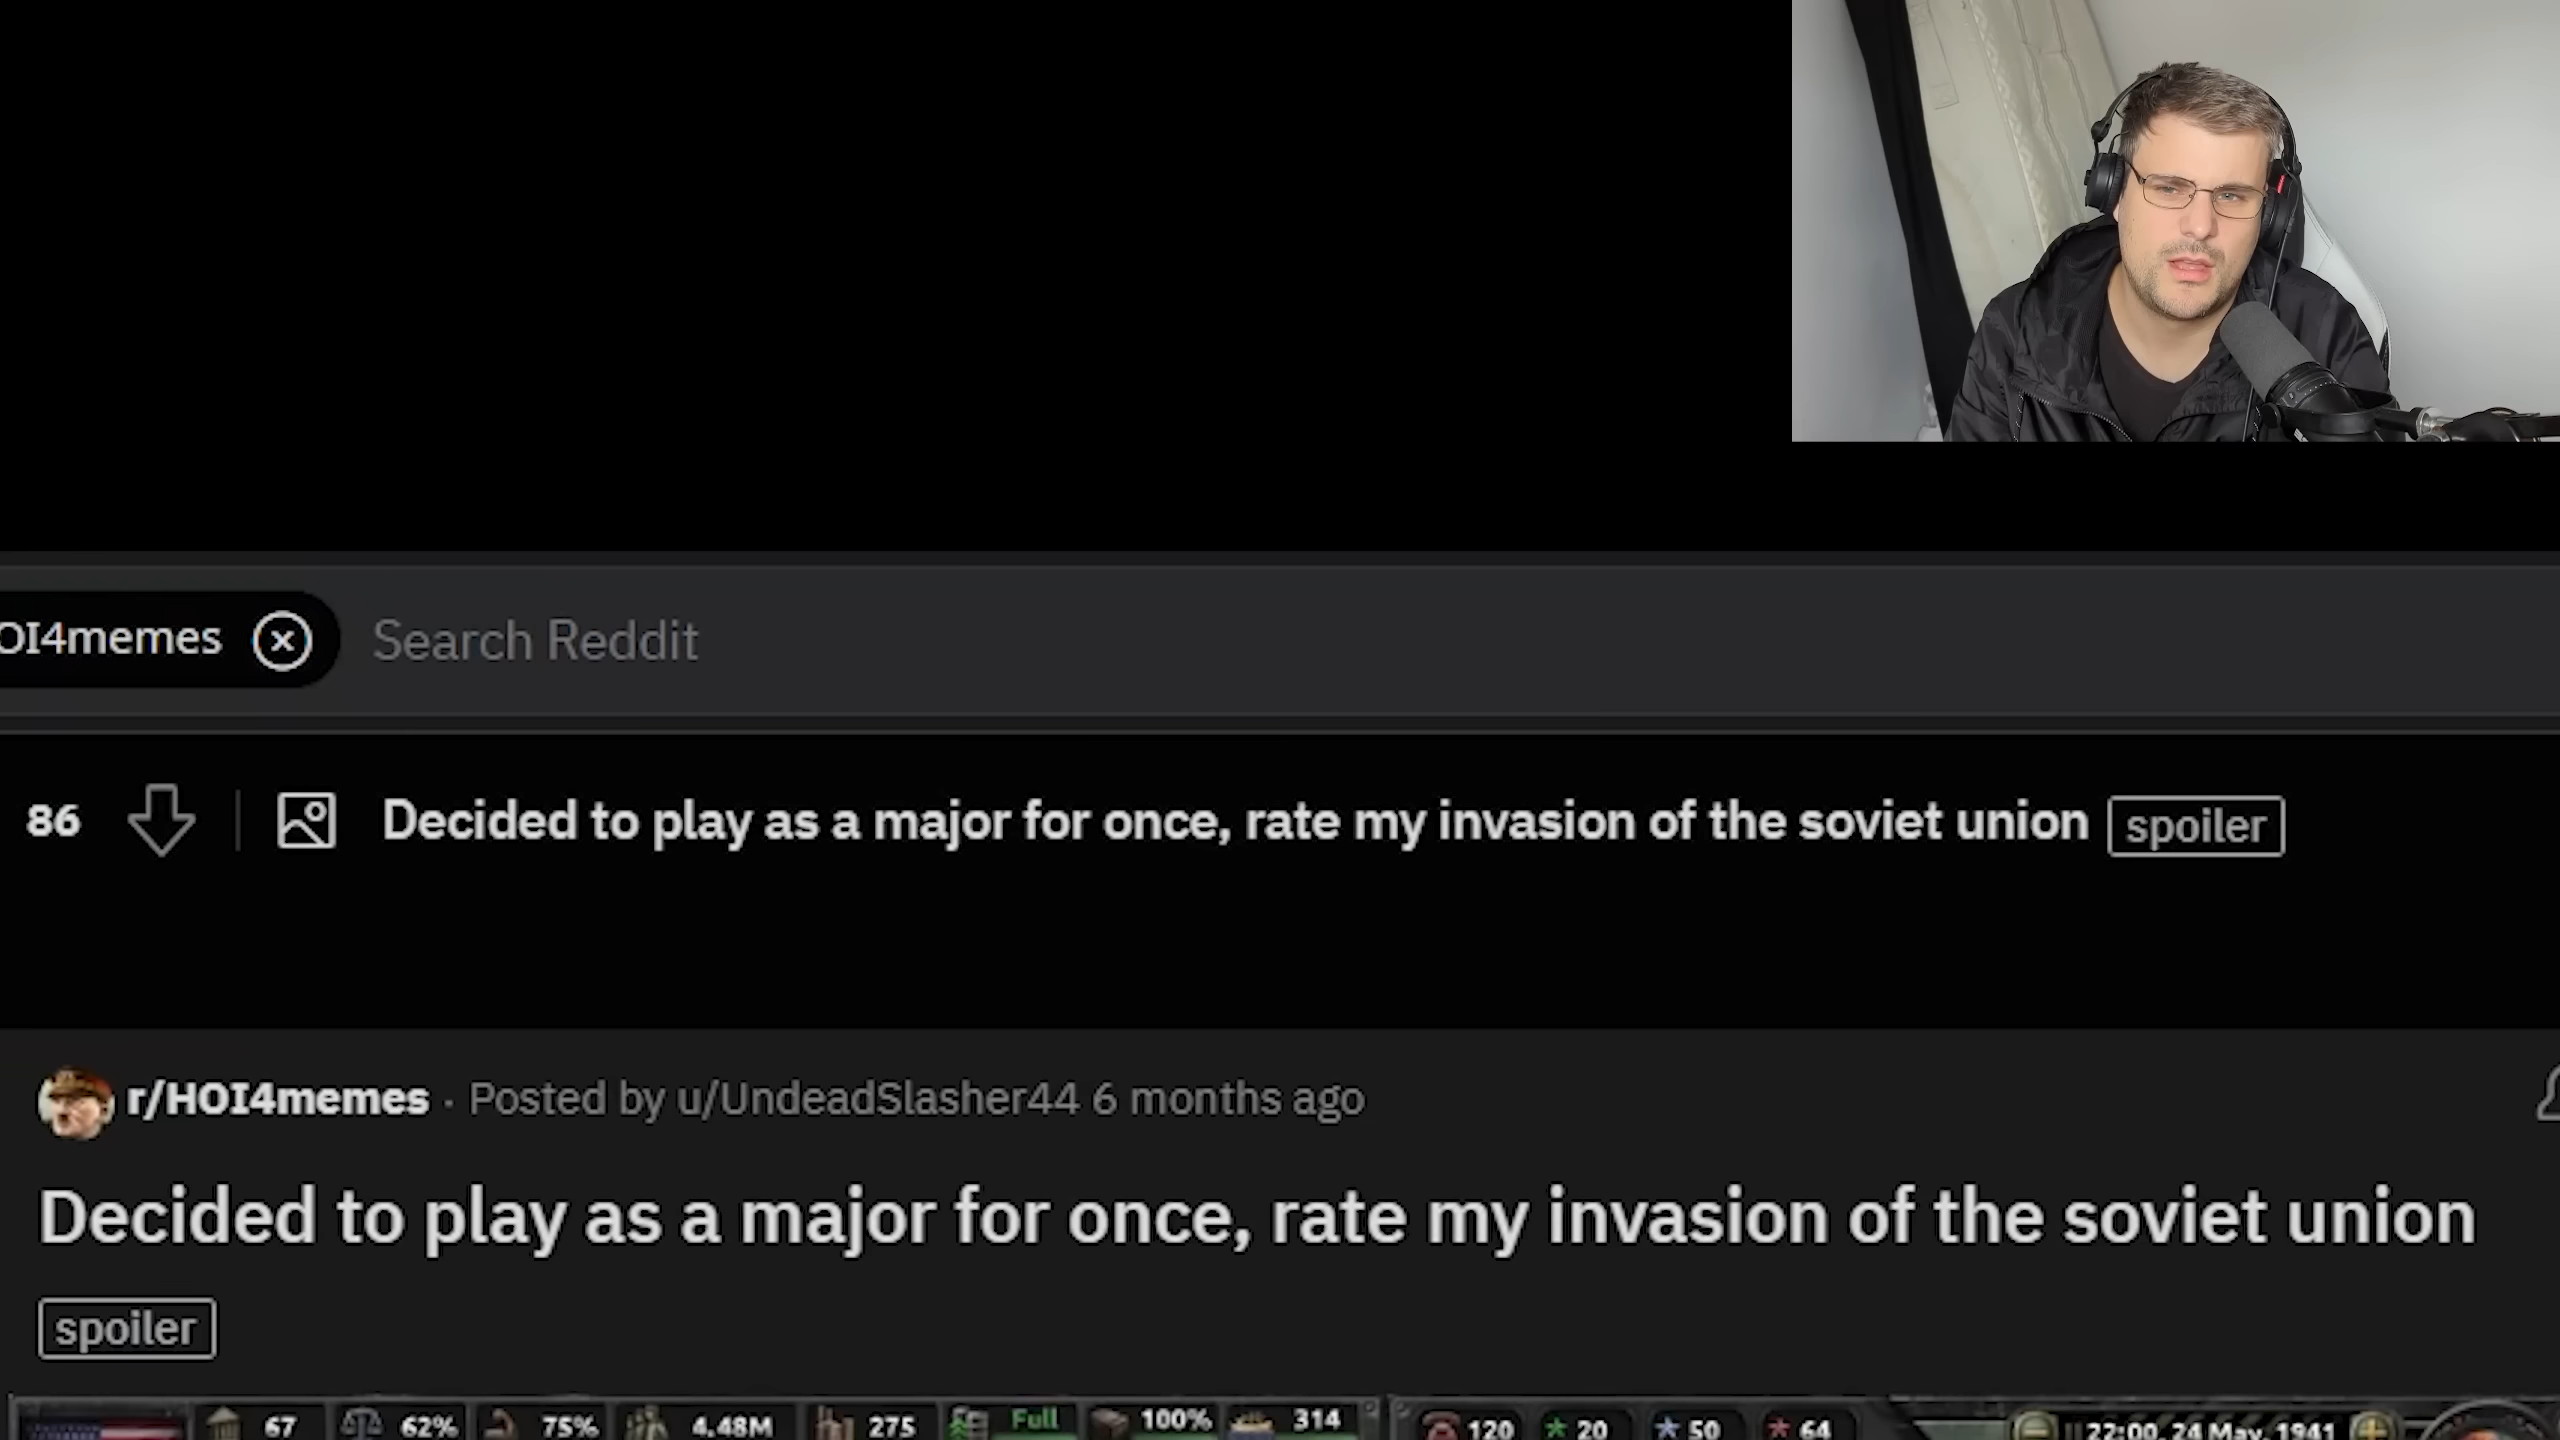 OI4memes Search Reddit
86 Decided to play as a major for once, rate my invasion of the soviet union spoiler
r/HOI4memes · Posted by u/UndeadSlasher44 6 months ago
Decided to play as a major for once, rate my invasion of the soviet union
spoiler
67 62% 75% 4.48M 275 Full 100% 314 120 20 50 64 22:00, 24 May, 1941